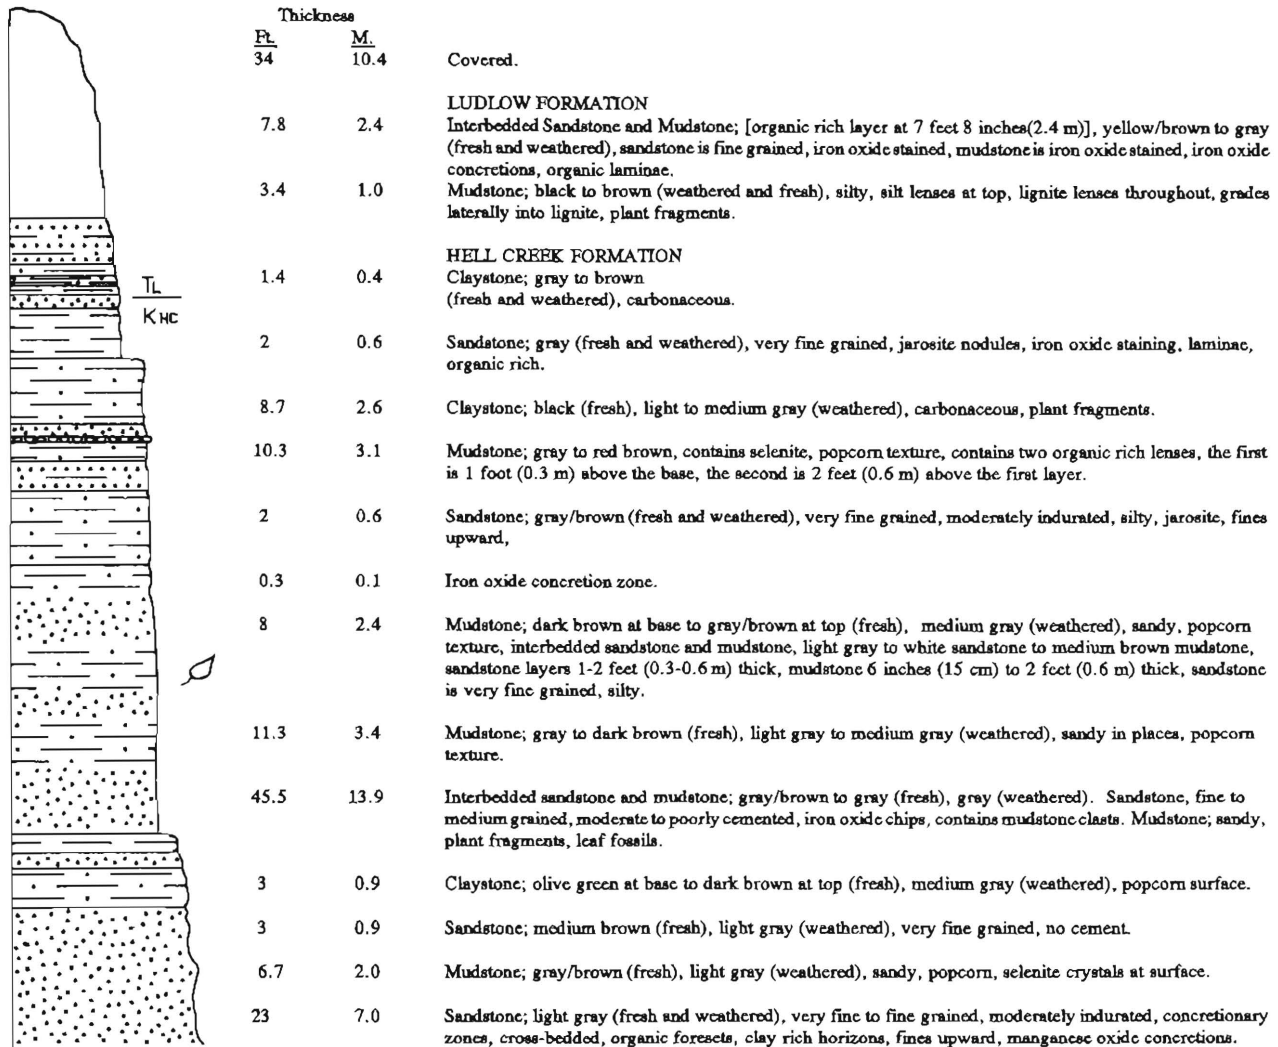 Thickness
Ft. M.
34 10.4 Covered.
LUDLOW FORMATION
7.8 2.4 Interbedded Sandstone and Mudstone; [organic rich layer at 7 feet 8 inches(2.4 m)], yellow/brown to gray
(fresh and weathered), sandstone is fine grained, iron oxide stained, mudstone is iron oxide stained, iron oxide
concretions, organic laminae.
3.4 1.0 Mudstone; black to brown (weathered and fresh), silty, silt lenses at top, lignite lenses throughout, grades
laterally into lignite, plant fragments.
HELL CREEK FORMATION
1.4 0.4 Claystone; gray to brown
(fresh and weathered), carbonaceous.
TL
KHC
2 0.6 Sandstone; gray (fresh and weathered), very fine grained, jarosite nodules, iron oxide staining, laminae,
organic rich.
8.7 2.6 Claystone; black (fresh), light to medium gray (weathered), carbonaceous, plant fragments.
10.3 3.1 Mudstone; gray to red brown, contains selenite, popcorn texture, contains two organic rich lenses, the first
is 1 foot (0.3 m) above the base, the second is 2 feet (0.6 m) above the first layer.
2 0.6 Sandstone; gray/brown (fresh and weathered), very fine grained, moderately indurated, silty, jarosite, fines
upward,
0.3 0.1 Iron oxide concretion zone.
8 2.4 Mudstone; dark brown at base to gray/brown at top (fresh), medium gray (weathered), sandy, popcorn
texture, interbedded sandstone and mudstone, light gray to white sandstone to medium brown mudstone,
sandstone layers 1-2 feet (0.3-0.6 m) thick, mudstone 6 inches (15 cm) to 2 feet (0.6 m) thick, sandstone
is very fine grained, silty.
11.3 3.4 Mudstone; gray to dark brown (fresh), light gray to medium gray (weathered), sandy in places, popcorn
texture.
45.5 13.9 Interbedded sandstone and mudstone; gray/brown to gray (fresh), gray (weathered). Sandstone, fine to
medium grained, moderate to poorly cemented, iron oxide chips, contains mudstone clasts. Mudstone; sandy,
plant fragments, leaf fossils.
3 0.9 Claystone; olive green at base to dark brown at top (fresh), medium gray (weathered), popcorn surface.
3 0.9 Sandstone; medium brown (fresh), light gray (weathered), very fine grained, no cement.
6.7 2.0 Mudstone; gray/brown (fresh), light gray (weathered), sandy, popcorn, selenite crystals at surface.
23 7.0 Sandstone; light gray (fresh and weathered), very fine to fine grained, moderately indurated, concretionary
zones, cross-bedded, organic foresets, clay rich horizons, fines upward, manganese oxide concretions.